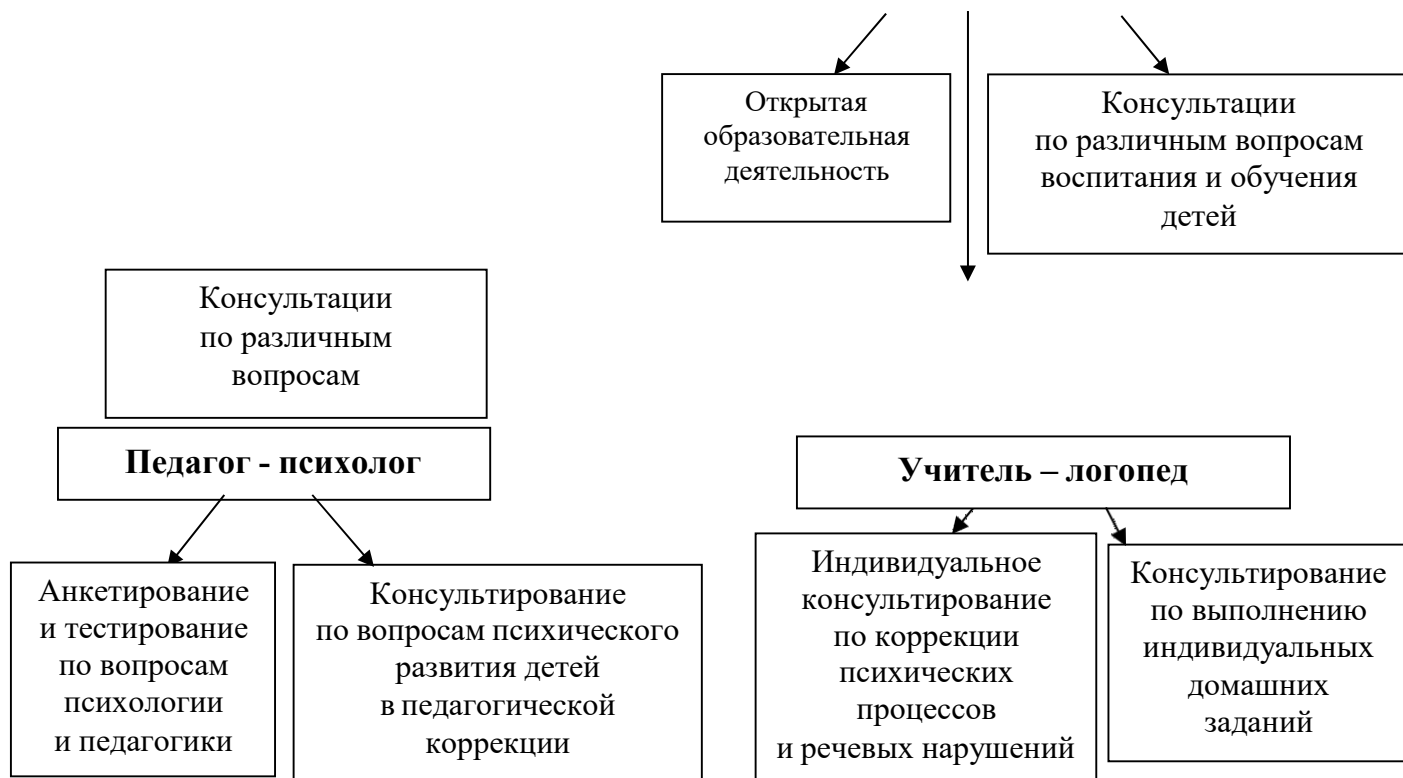 Открытая
образовательная
деятельность
Консультации
по различным вопросам
воспитания и обучения
детей
Консультации
по различным
вопросам
Педагог - психолог
Учитель – логопед
Анкетирование
и тестирование
по вопросам
психологии
и педагогики
Консультирование
по вопросам психического
развития детей
в педагогической
коррекции
Индивидуальное
консультирование
по коррекции
психических
процессов
и речевых нарушений
Консультирование
по выполнению
индивидуальных
домашних
заданий